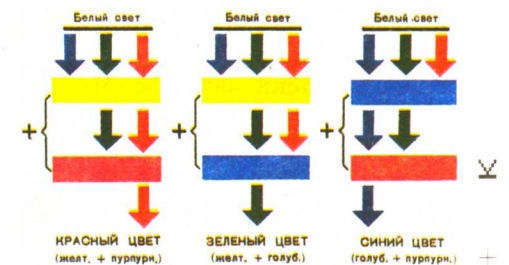 Белый свет
Белый свет
Белый свет
+
+
+
КРАСНЫЙ ЦВЕТ
(желт. + пурпурн,)
ЗЕЛЕНЫЙ ЦВЕТ
(желт. + голуб.)
СИНИЙ ЦВЕТ
(голуб. + пурпурн.)